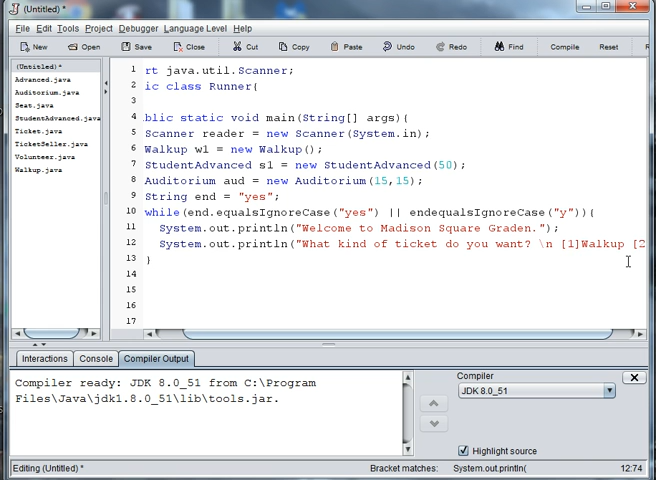 (Untitled) *
File Edit Tools Project Debugger Language Level Help
New Open Save Close Cut Copy Paste Undo Redo Find Compile Reset R
(Untitled)*
Advanced.java
Auditorium.java
Seat.java
StudentAdvanced.java
Ticket.java
TicketSeller.java
Volunteer.java
Walkup.java
1 rt java.util.Scanner;
2 ic class Runner{
3
4 blic static void main(String[] args){
5 Scanner reader = new Scanner(System.in);
6 Walkup w1 = new Walkup();
7 StudentAdvanced s1 = new StudentAdvanced(50);
8 Auditorium aud = new Auditorium(15,15);
9 String end = "yes";
10 while(end.equalsIgnoreCase("yes") || endequalsIgnoreCase("y")){
11 System.out.println("Welcome to Madison Square Graden.");
12 System.out.println("What kind of ticket do you want? \n [1]Walkup [2
13 }
14
15
16
17
Interactions Console Compiler Output
Compiler ready: JDK 8.0_51 from C:\Program
Files\Java\jdk1.8.0_51\lib\tools.jar.
Compiler
JDK 8.0_51
Highlight source
Editing (Untitled) * Bracket matches: System.out.println( 12:74